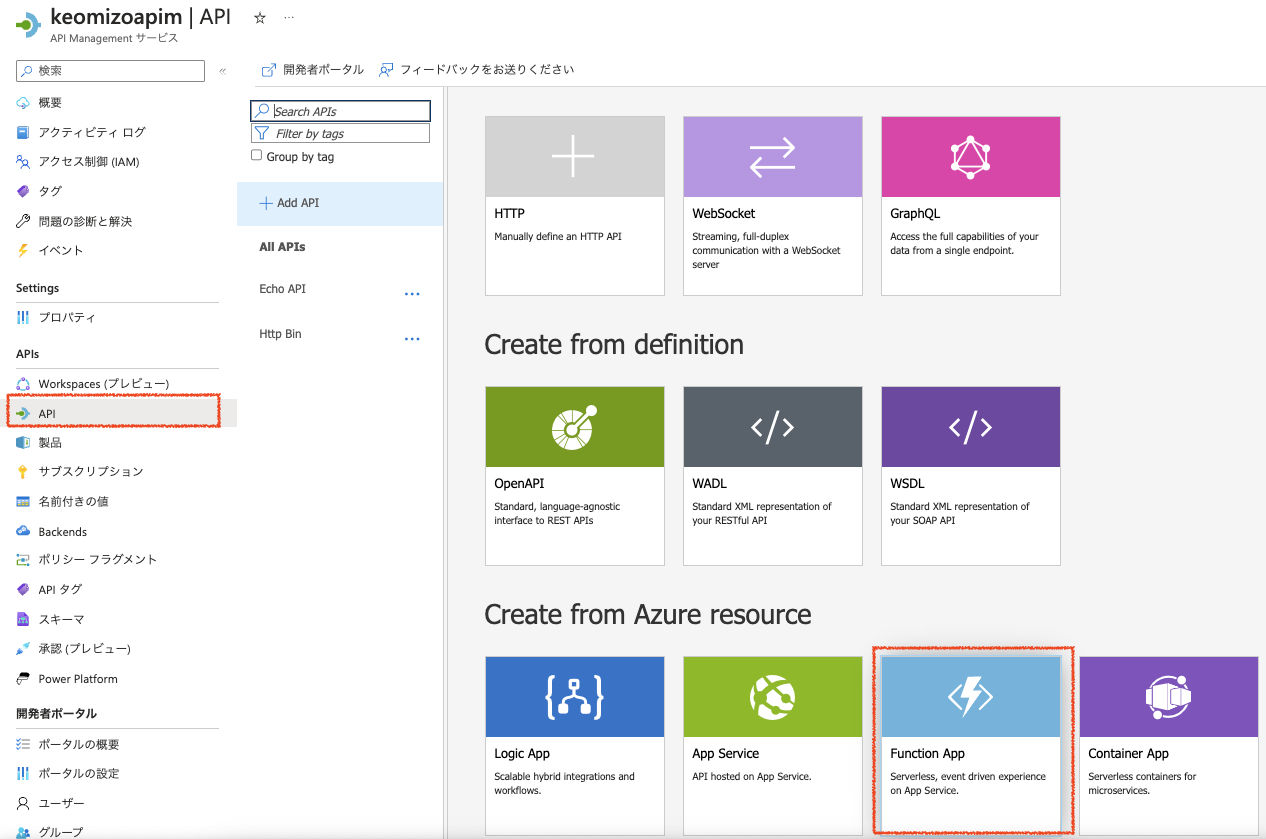 keomizoapim | API
API Management サービス
検索
概要
アクティビティ ログ
アクセス制御 (IAM)
タグ
問題の診断と解決
イベント
Settings
プロパティ
APIs
Workspaces (プレビュー)
API
製品
サブスクリプション
名前付きの値
Backends
ポリシー フラグメント
API タグ
スキーマ
承認 (プレビュー)
Power Platform
開発者ポータル
ポータルの概要
ポータルの設定
ユーザー
グループ
開発者ポータル
フィードバックをお送りください
Search APIs
Filter by tags
Group by tag
Add API
All APIs
Echo API
Http Bin
HTTP
Manually define an HTTP API
WebSocket
Streaming, full-duplex
communication with a WebSocket
server
GraphQL
Access the full capabilities of your
data from a single endpoint.
Create from definition
OpenAPI
Standard, language-agnostic
interface to REST APIs
WADL
Standard XML representation of
your RESTful API
WSDL
Standard XML representation of
your SOAP API
Create from Azure resource
Logic App
Scalable hybrid integrations and
workflows.
App Service
API hosted on App Service.
Function App
Serverless, event driven experience
on App Service.
Container App
Serverless containers for
microservices.